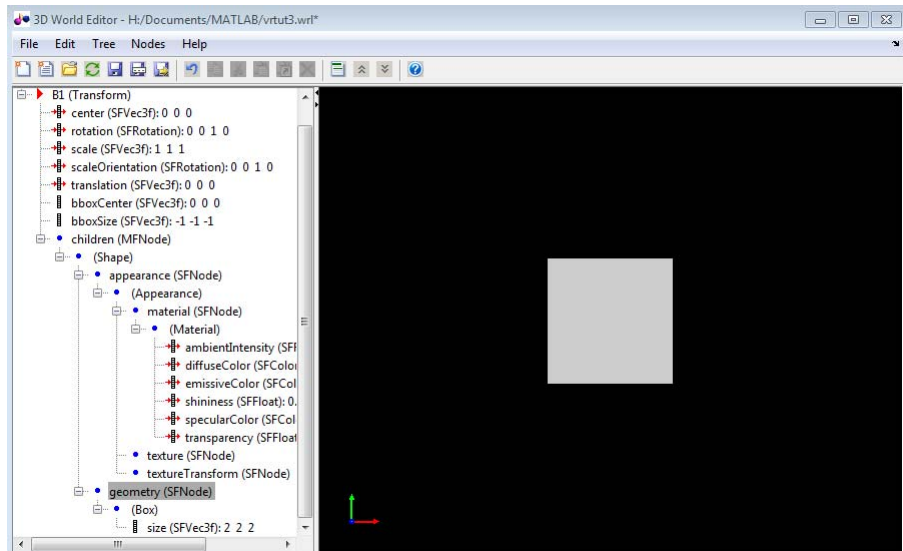 3D World Editor - H:/Documents/MATLAB/vrtut3.wrl*
File Edit Tree Nodes Help
B1 (Transform)
center (SFVec3f): 0 0 0
rotation (SFRotation): 0 0 1 0
scale (SFVec3f): 1 1 1
scaleOrientation (SFRotation): 0 0 1 0
translation (SFVec3f): 0 0 0
bboxCenter (SFVec3f): 0 0 0
bboxSize (SFVec3f): -1 -1 -1
children (MFNode)
(Shape)
appearance (SFNode)
(Appearance)
material (SFNode)
(Material)
ambientIntensity (SFF
diffuseColor (SFColor
emissiveColor (SFCol
shininess (SFFloat): 0.
specularColor (SFCol
transparency (SFFloat
texture (SFNode)
textureTransform (SFNode)
geometry (SFNode)
(Box)
size (SFVec3f): 2 2 2